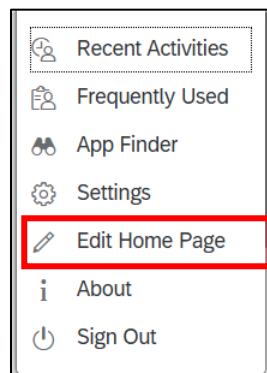 Recent Activities
Frequently Used
App Finder
Settings
Edit Home Page
About
Sign Out